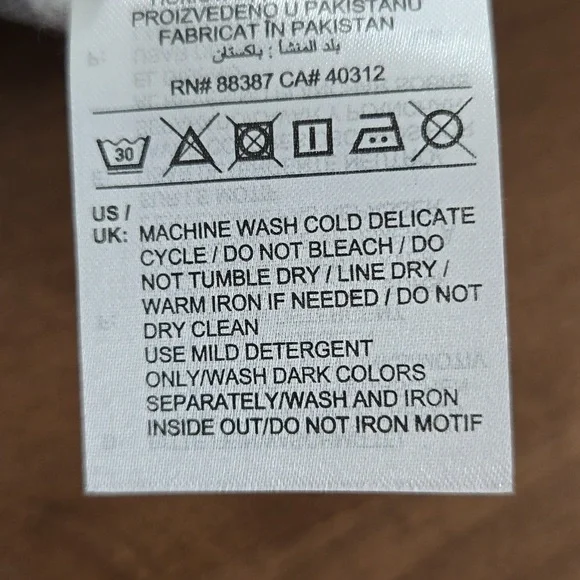 PROIZVEDENO U PAKISTANU
FABRICAT ÎN PAKISTAN
بلد المنشأ : باكستان
RN# 88387 CA# 40312
30
US /
UK: MACHINE WASH COLD DELICATE
CYCLE / DO NOT BLEACH / DO
NOT TUMBLE DRY / LINE DRY /
WARM IRON IF NEEDED / DO NOT
DRY CLEAN
USE MILD DETERGENT
ONLY/WASH DARK COLORS
SEPARATELY/WASH AND IRON
INSIDE OUT/DO NOT IRON MOTIF